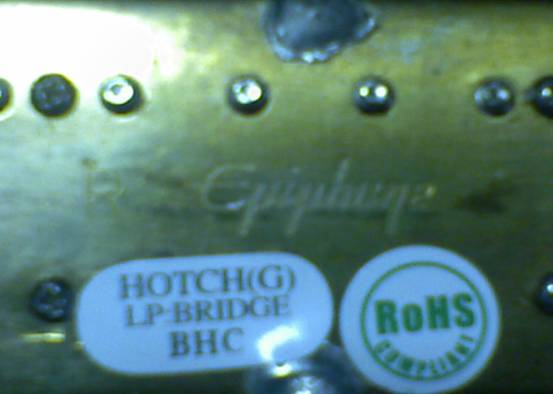 Epiphone
HOTCH(G)
LP-BRIDGE
BHC
RoHS
COMPLIANT